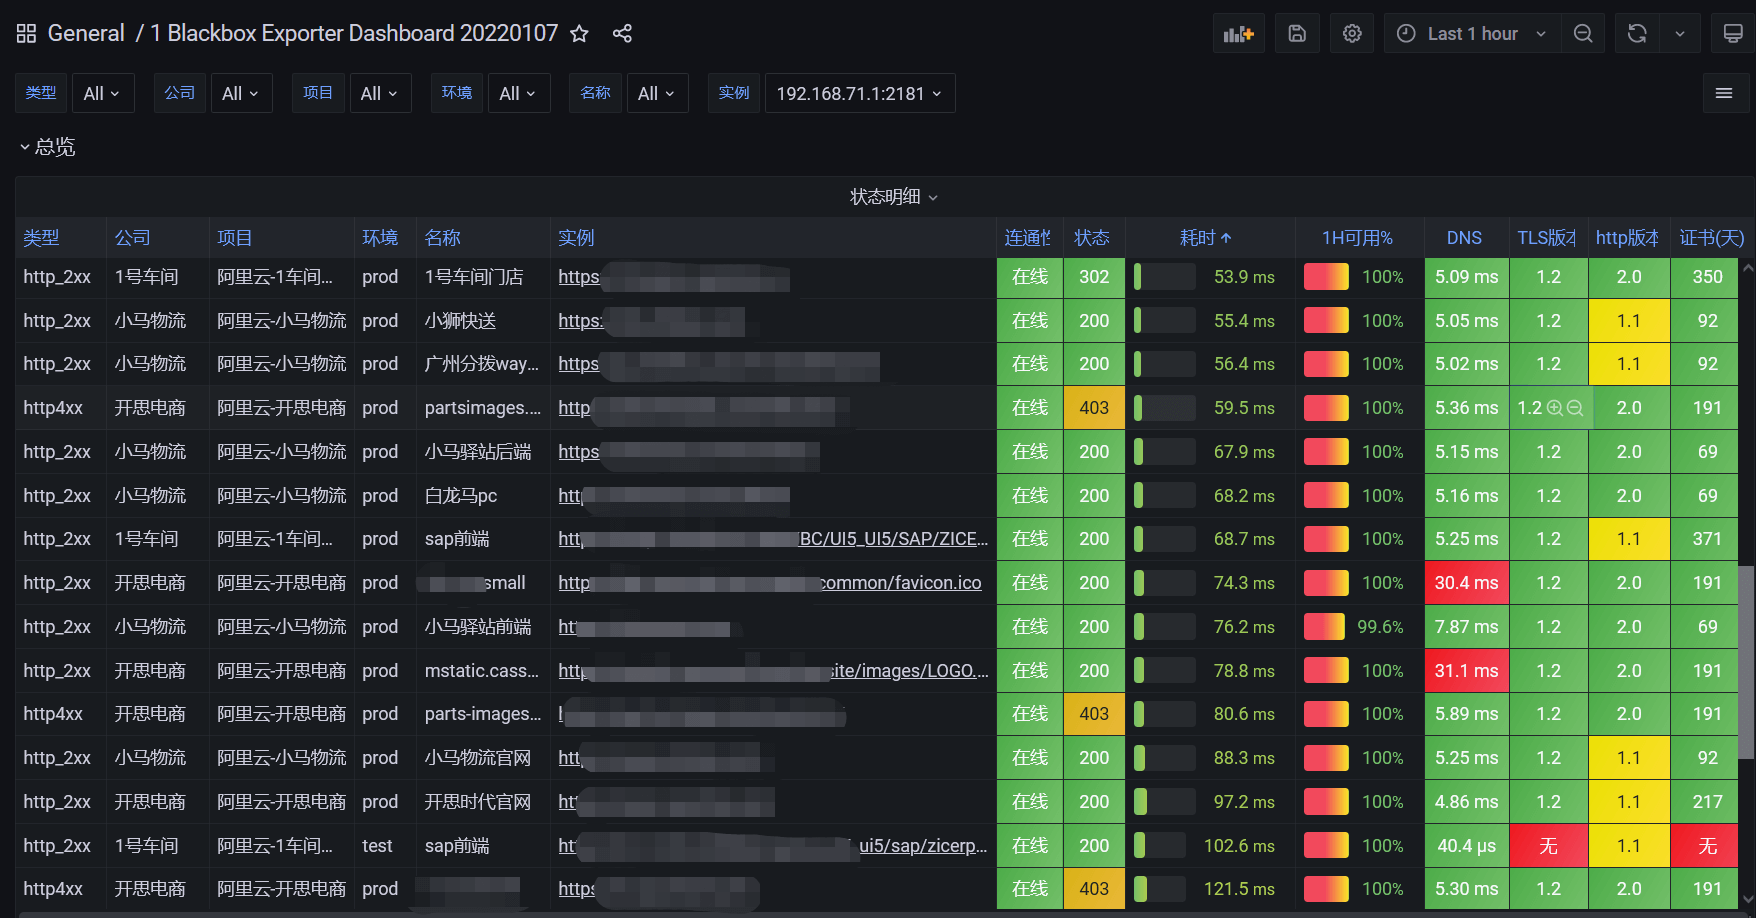 General / 1 Blackbox Exporter Dashboard 20220107 Last 1 hour
类型 All 公司 All 项目 All 环境 All 名称 All 实例 192.168.71.1:2181
总览
状态明细
类型 公司 项目 环境 名称 实例 连通性 状态 耗时 1H可用% DNS TLS版本 http版本 证书(天)
http_2xx 1号车间 阿里云-1车间... prod 1号车间门店 https 在线 302 53.9 ms 100% 5.09 ms 1.2 2.0 350
http_2xx 小马物流 阿里云-小马物流 prod 小狮快送 https: 在线 200 55.4 ms 100% 5.05 ms 1.2 1.1 92
http_2xx 小马物流 阿里云-小马物流 prod 广州分拨way... https 在线 200 56.4 ms 100% 5.02 ms 1.2 1.1 92
http4xx 开思电商 阿里云-开思电商 prod partsimages.... http 在线 403 59.5 ms 100% 5.36 ms 1.2 2.0 191
http_2xx 小马物流 阿里云-小马物流 prod 小马驿站后端 https 在线 200 67.9 ms 100% 5.15 ms 1.2 2.0 69
http_2xx 小马物流 阿里云-小马物流 prod 白龙马pc http 在线 200 68.2 ms 100% 5.16 ms 1.2 2.0 69
http_2xx 1号车间 阿里云-1车间... prod sap前端 http BC/UI5_UI5/SAP/ZICE... 在线 200 68.7 ms 100% 5.25 ms 1.2 1.1 371
http_2xx 开思电商 阿里云-开思电商 prod small http common/favicon.ico 在线 200 74.3 ms 100% 30.4 ms 1.2 2.0 191
http_2xx 小马物流 阿里云-小马物流 prod 小马驿站前端 htt 在线 200 76.2 ms 99.6% 7.87 ms 1.2 2.0 69
http_2xx 开思电商 阿里云-开思电商 prod mstatic.cass... http site/images/LOGO.... 在线 200 78.8 ms 100% 31.1 ms 1.2 2.0 191
http4xx 开思电商 阿里云-开思电商 prod parts-images... 在线 403 80.6 ms 100% 5.89 ms 1.2 2.0 191
http_2xx 小马物流 阿里云-小马物流 prod 小马物流官网 htt 在线 200 88.3 ms 100% 5.25 ms 1.2 1.1 92
http_2xx 开思电商 阿里云-开思电商 prod 开思时代官网 htt 在线 200 97.2 ms 100% 4.86 ms 1.2 1.1 217
http_2xx 1号车间 阿里云-1车间... test sap前端 htt _ui5/sap/zicerp... 在线 200 102.6 ms 100% 40.4 µs 无 1.1 无
http4xx 开思电商 阿里云-开思电商 prod https 在线 403 121.5 ms 100% 5.30 ms 1.2 2.0 191